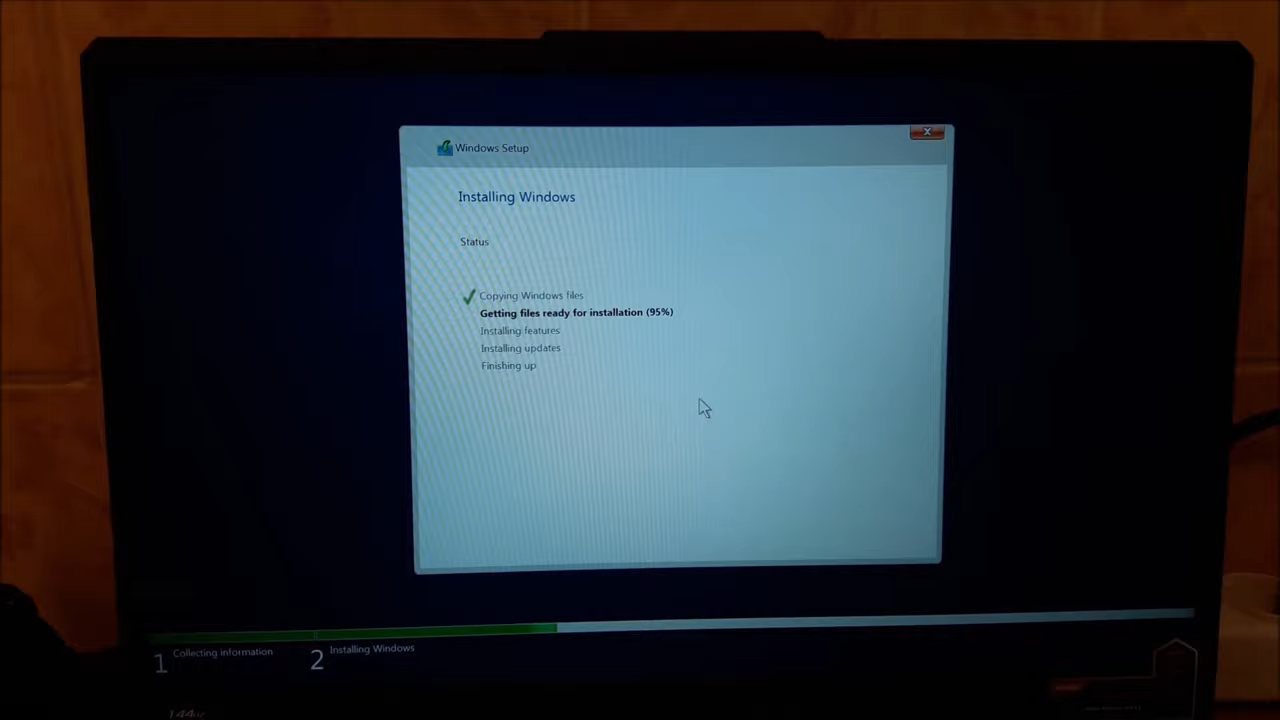 Windows Setup
Installing Windows
Status
Copying Windows files
Getting files ready for installation (95%)
Installing features
Installing updates
Finishing up
1 Collecting information
2 Installing Windows
144Hz